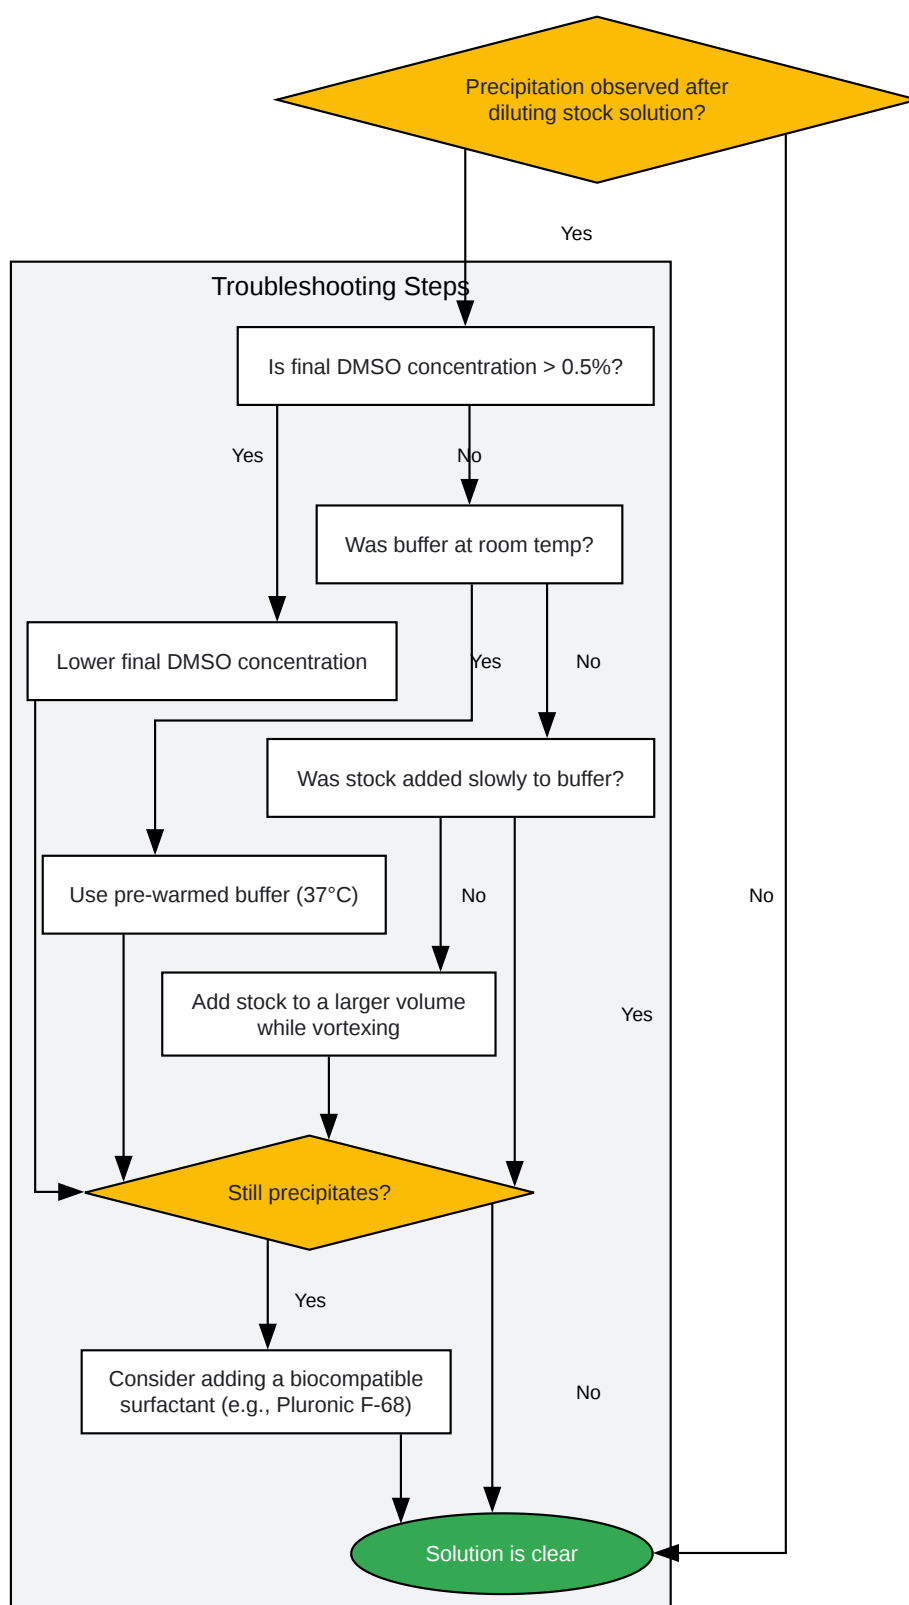 Precipitation observed after
diluting stock solution?
Yes
Troubleshooting Steps
Is final DMSO concentration > 0.5%?
Yes
No
Was buffer at room temp?
Lower final DMSO concentration
Yes
No
Was stock added slowly to buffer?
Use pre-warmed buffer (37°C)
No
No
Add stock to a larger volume
while vortexing
Yes
Still precipitates?
Yes
Consider adding a biocompatible
surfactant (e.g., Pluronic F-68)
No
Solution is clear